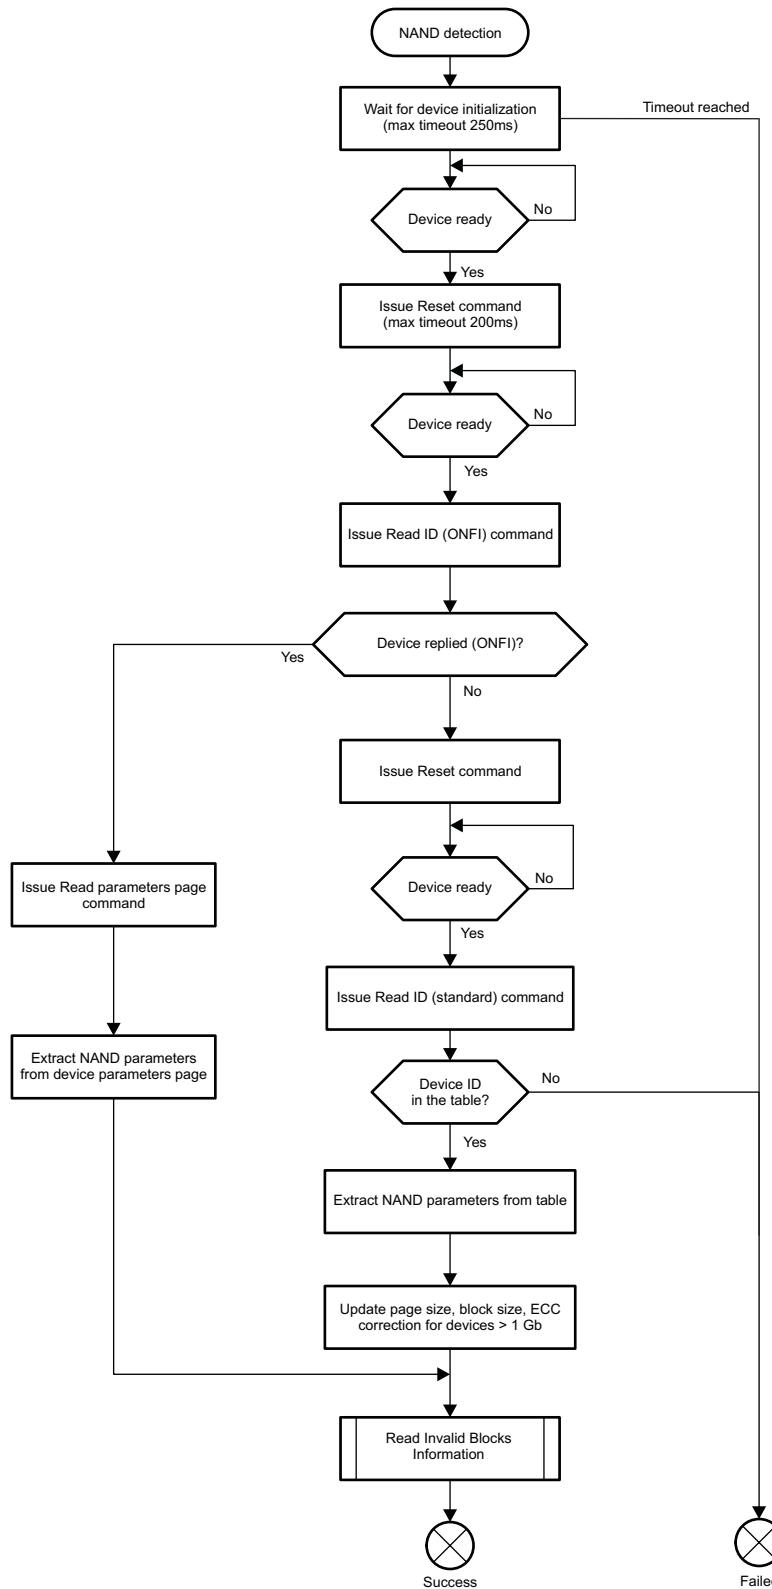 NAND detection
Wait for device initialization
(max timeout 250ms)
Timeout reached
Device ready
No
Yes
Issue Reset command
(max timeout 200ms)
Device ready
No
Yes
Issue Read ID (ONFI) command
Device replied (ONFI)?
Yes
No
Issue Reset command
Device ready
No
Yes
Issue Read parameters page
command
Issue Read ID (standard) command
Extract NAND parameters
from device parameters page
Device ID
in the table?
No
Yes
Extract NAND parameters from table
Update page size, block size, ECC
correction for devices > 1 Gb
Read Invalid Blocks
Information
Success